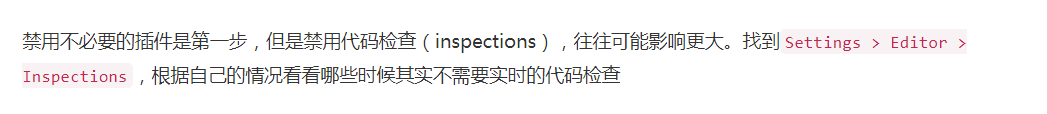 禁用不必要的插件是第一步，但是禁用代码检查（inspections），往往可能影响更大。找到 Settings > Editor >
Inspections ，根据自己的情况看看哪些时候其实不需要实时的代码检查